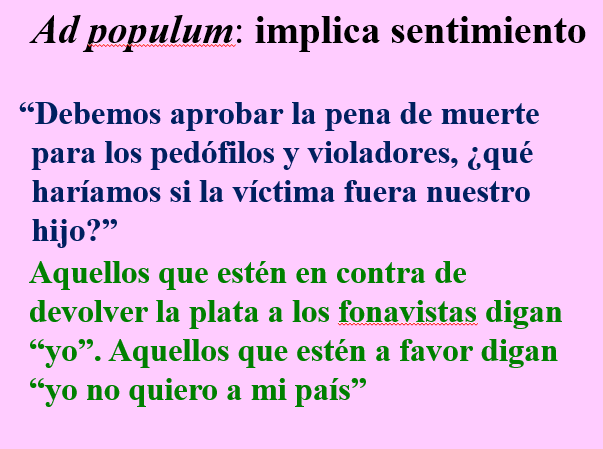 Ad populum: implica sentimiento
“Debemos aprobar la pena de muerte
para los pedófilos y violadores, ¿qué
haríamos si la víctima fuera nuestro
hijo?”
Aquellos que estén en contra de
devolver la plata a los fonavistas digan
“yo”. Aquellos que estén a favor digan
“yo no quiero a mi país”